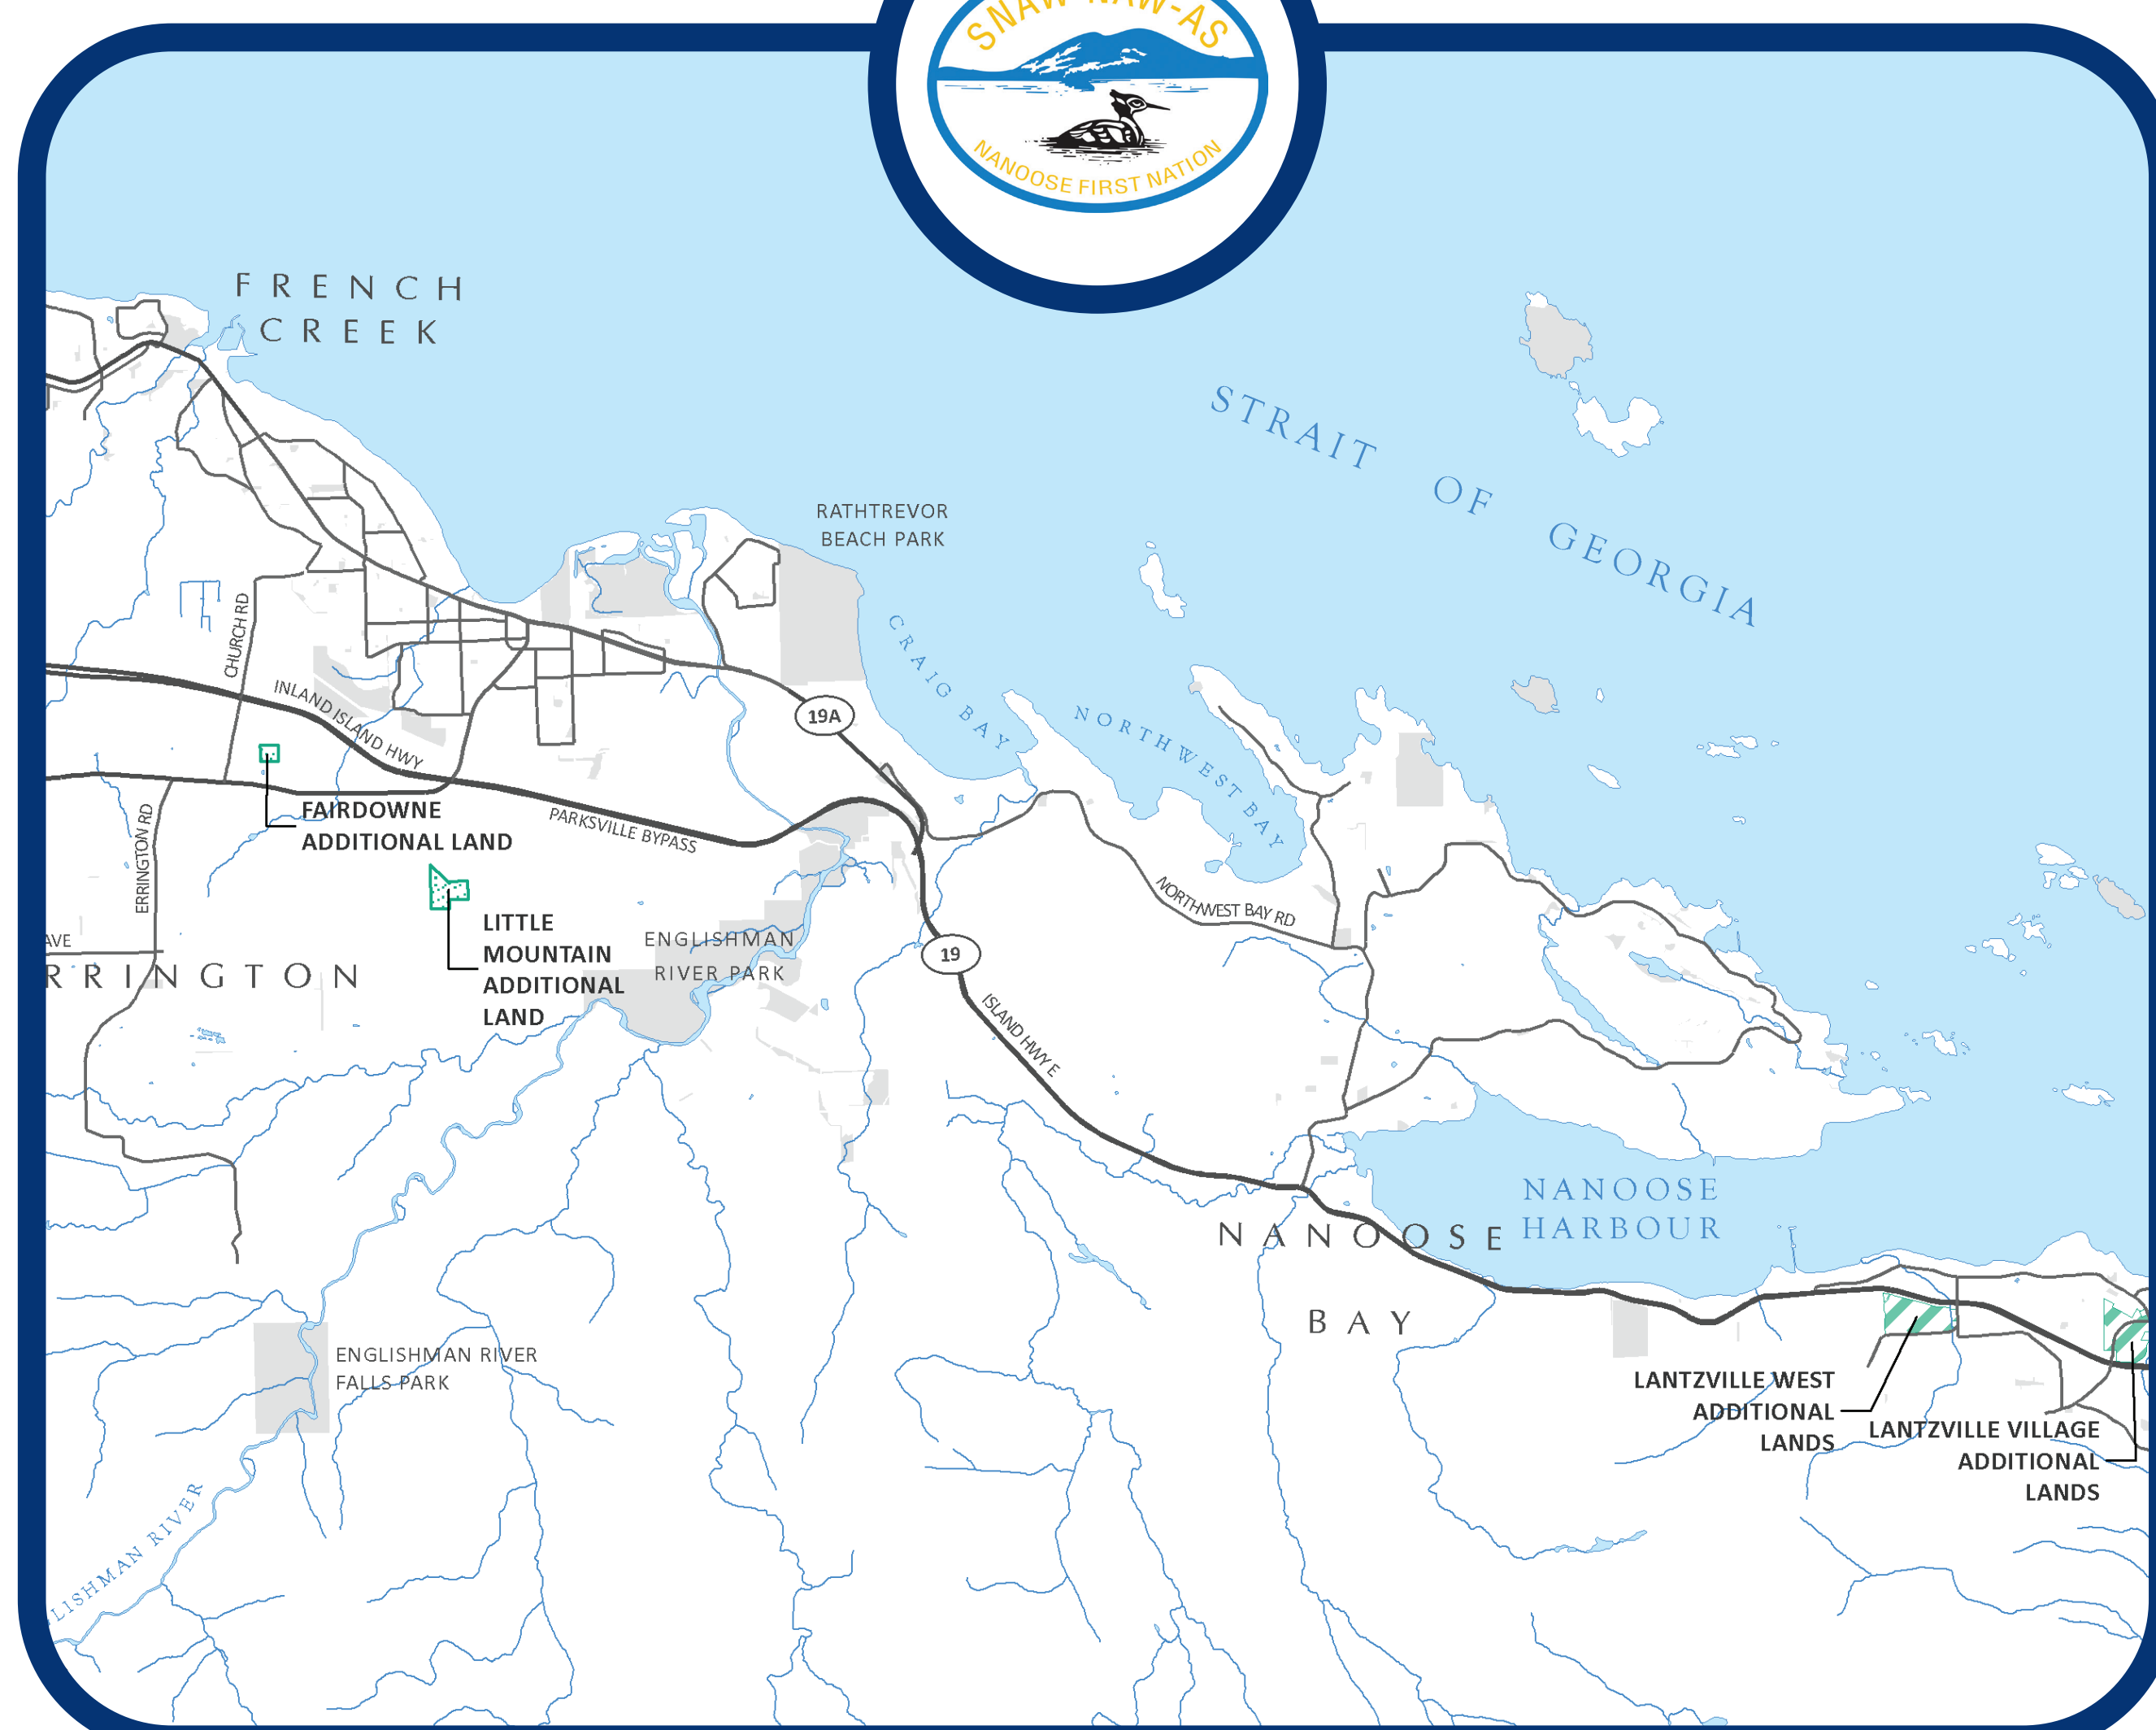 SNAW-NAW-AS
NANOOSE FIRST NATION
FRENCH
CREEK
STRAIT OF GEORGIA
RATHTREVOR
BEACH PARK
CHURCH RD
CRAIG BAY
INLAND ISLAND HWY
19A
NORTHWEST BAY
FAIRDOWNE
ADDITIONAL LAND
PARKSVILLE BYPASS
ERRINGTON RD
NORTHWEST BAY RD
LITTLE
MOUNTAIN
ADDITIONAL
LAND
ENGLISHMAN
RIVER PARK
AVE
RRINGTON
19
ISLAND HWY E
NANOOSE
HARBOUR
NANOOSE
BAY
ENGLISHMAN RIVER
FALLS PARK
LANTZVILLE WEST
ADDITIONAL
LANDS
LANTZVILLE VILLAGE
ADDITIONAL
LANDS
LISHMAN RIVER